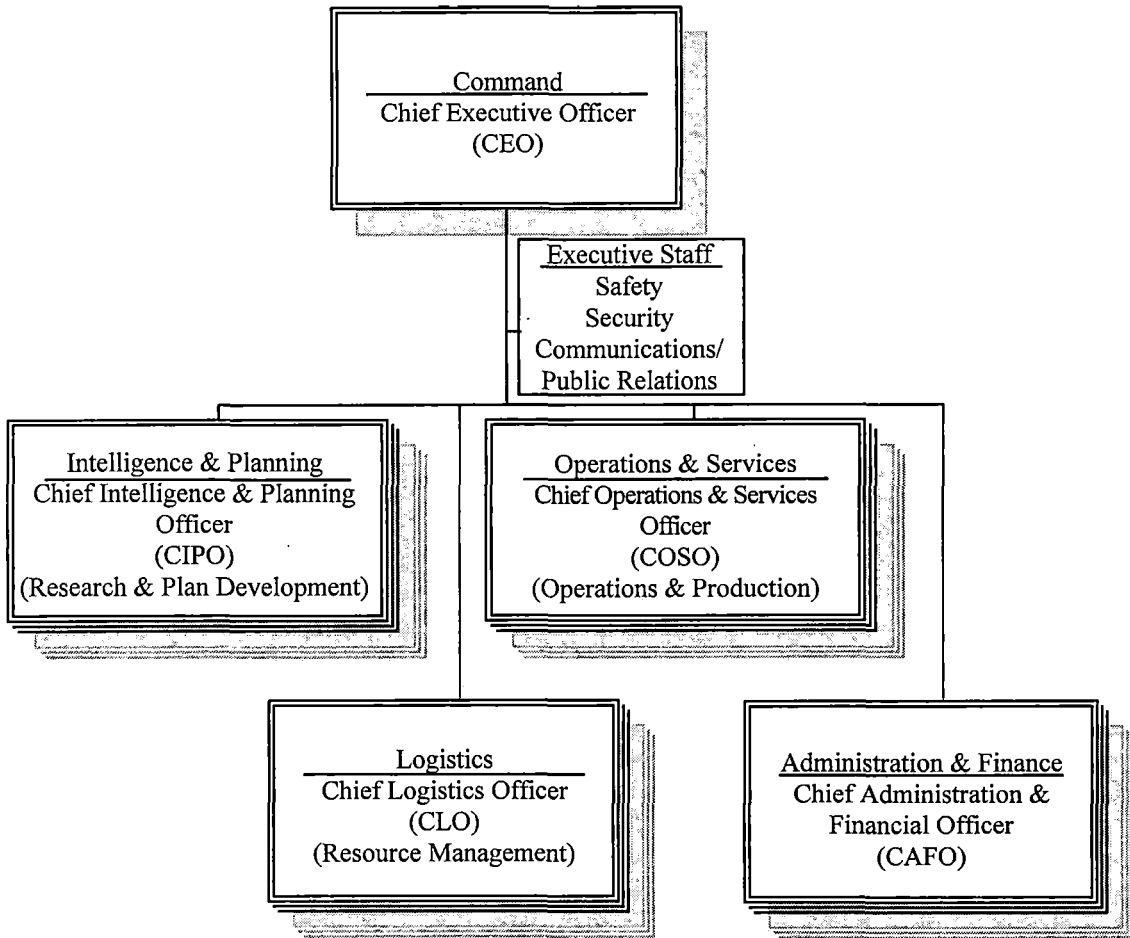 Command
Chief Executive Officer
(CEO)
Executive Staff
Safety
Security
Communications/
Public Relations
Intelligence & Planning
Chief Intelligence & Planning
Officer
(CIPO)
(Research & Plan Development)
Operations & Services
Chief Operations & Services
Officer
(COSO)
(Operations & Production)
Logistics
Chief Logistics Officer
(CLO)
(Resource Management)
Administration & Finance
Chief Administration &
Financial Officer
(CAFO)